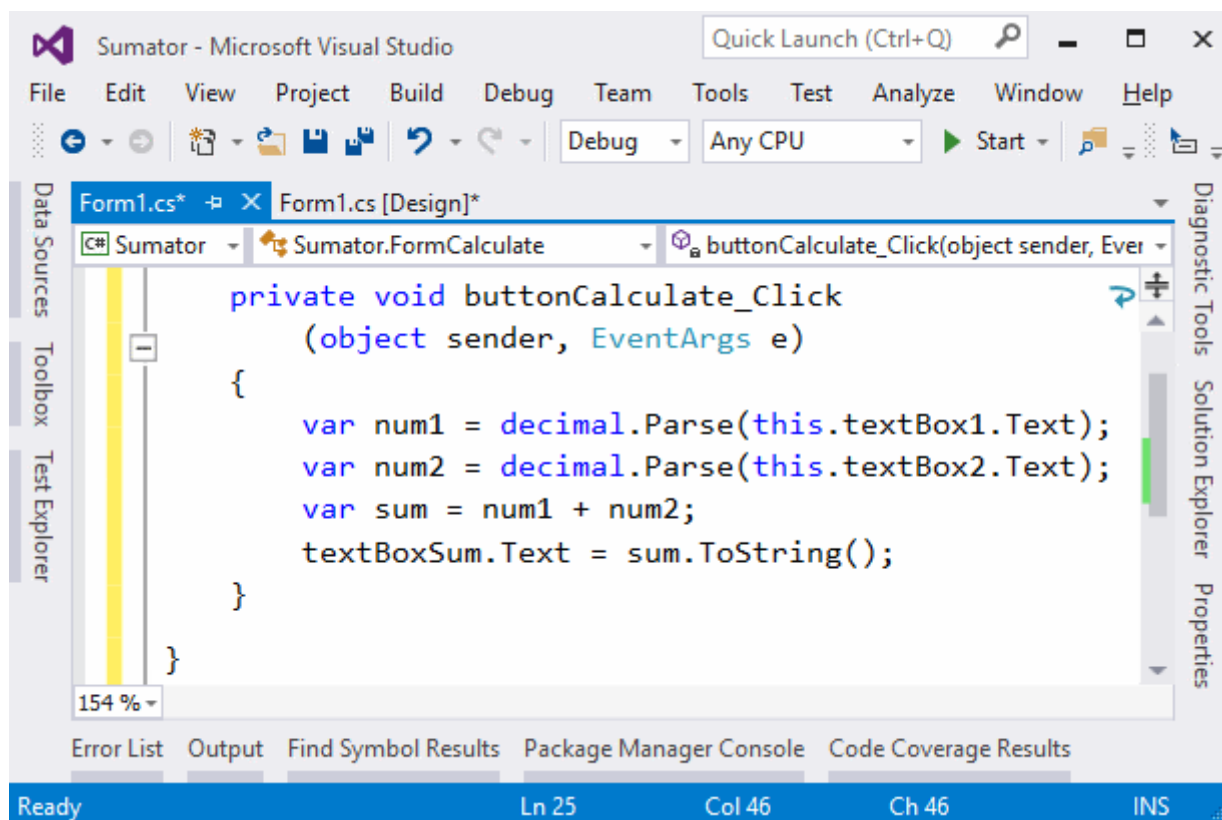 Sumator - Microsoft Visual Studio
Quick Launch (Ctrl+Q)
File Edit View Project Build Debug Team Tools Test Analyze Window Help
Debug Any CPU Start
Data Sources
Toolbox
Test Explorer
Form1.cs* Form1.cs [Design]*
C# Sumator Sumator.FormCalculate buttonCalculate_Click(object sender, Ever
private void buttonCalculate_Click
(object sender, EventArgs e)
{
var num1 = decimal.Parse(this.textBox1.Text);
var num2 = decimal.Parse(this.textBox2.Text);
var sum = num1 + num2;
textBoxSum.Text = sum.ToString();
}
}
154 %
Diagnostic Tools
Solution Explorer
Properties
Error List Output Find Symbol Results Package Manager Console Code Coverage Results
Ready Ln 25 Col 46 Ch 46 INS